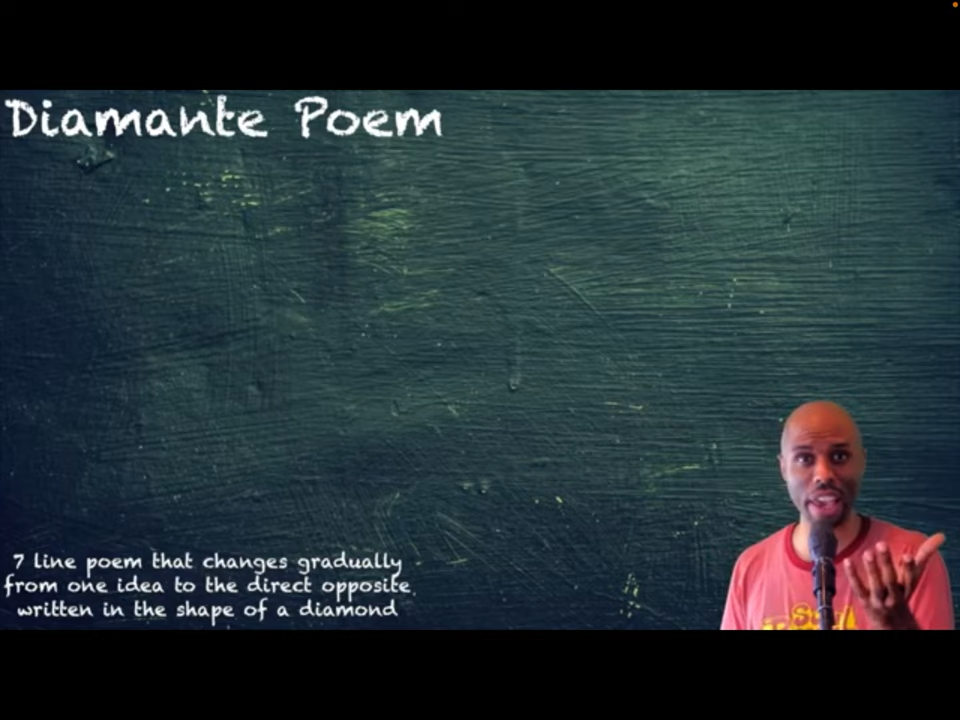 Diamante Poem
7 line poem that changes gradually
from one idea to the direct opposite
written in the shape of a diamond